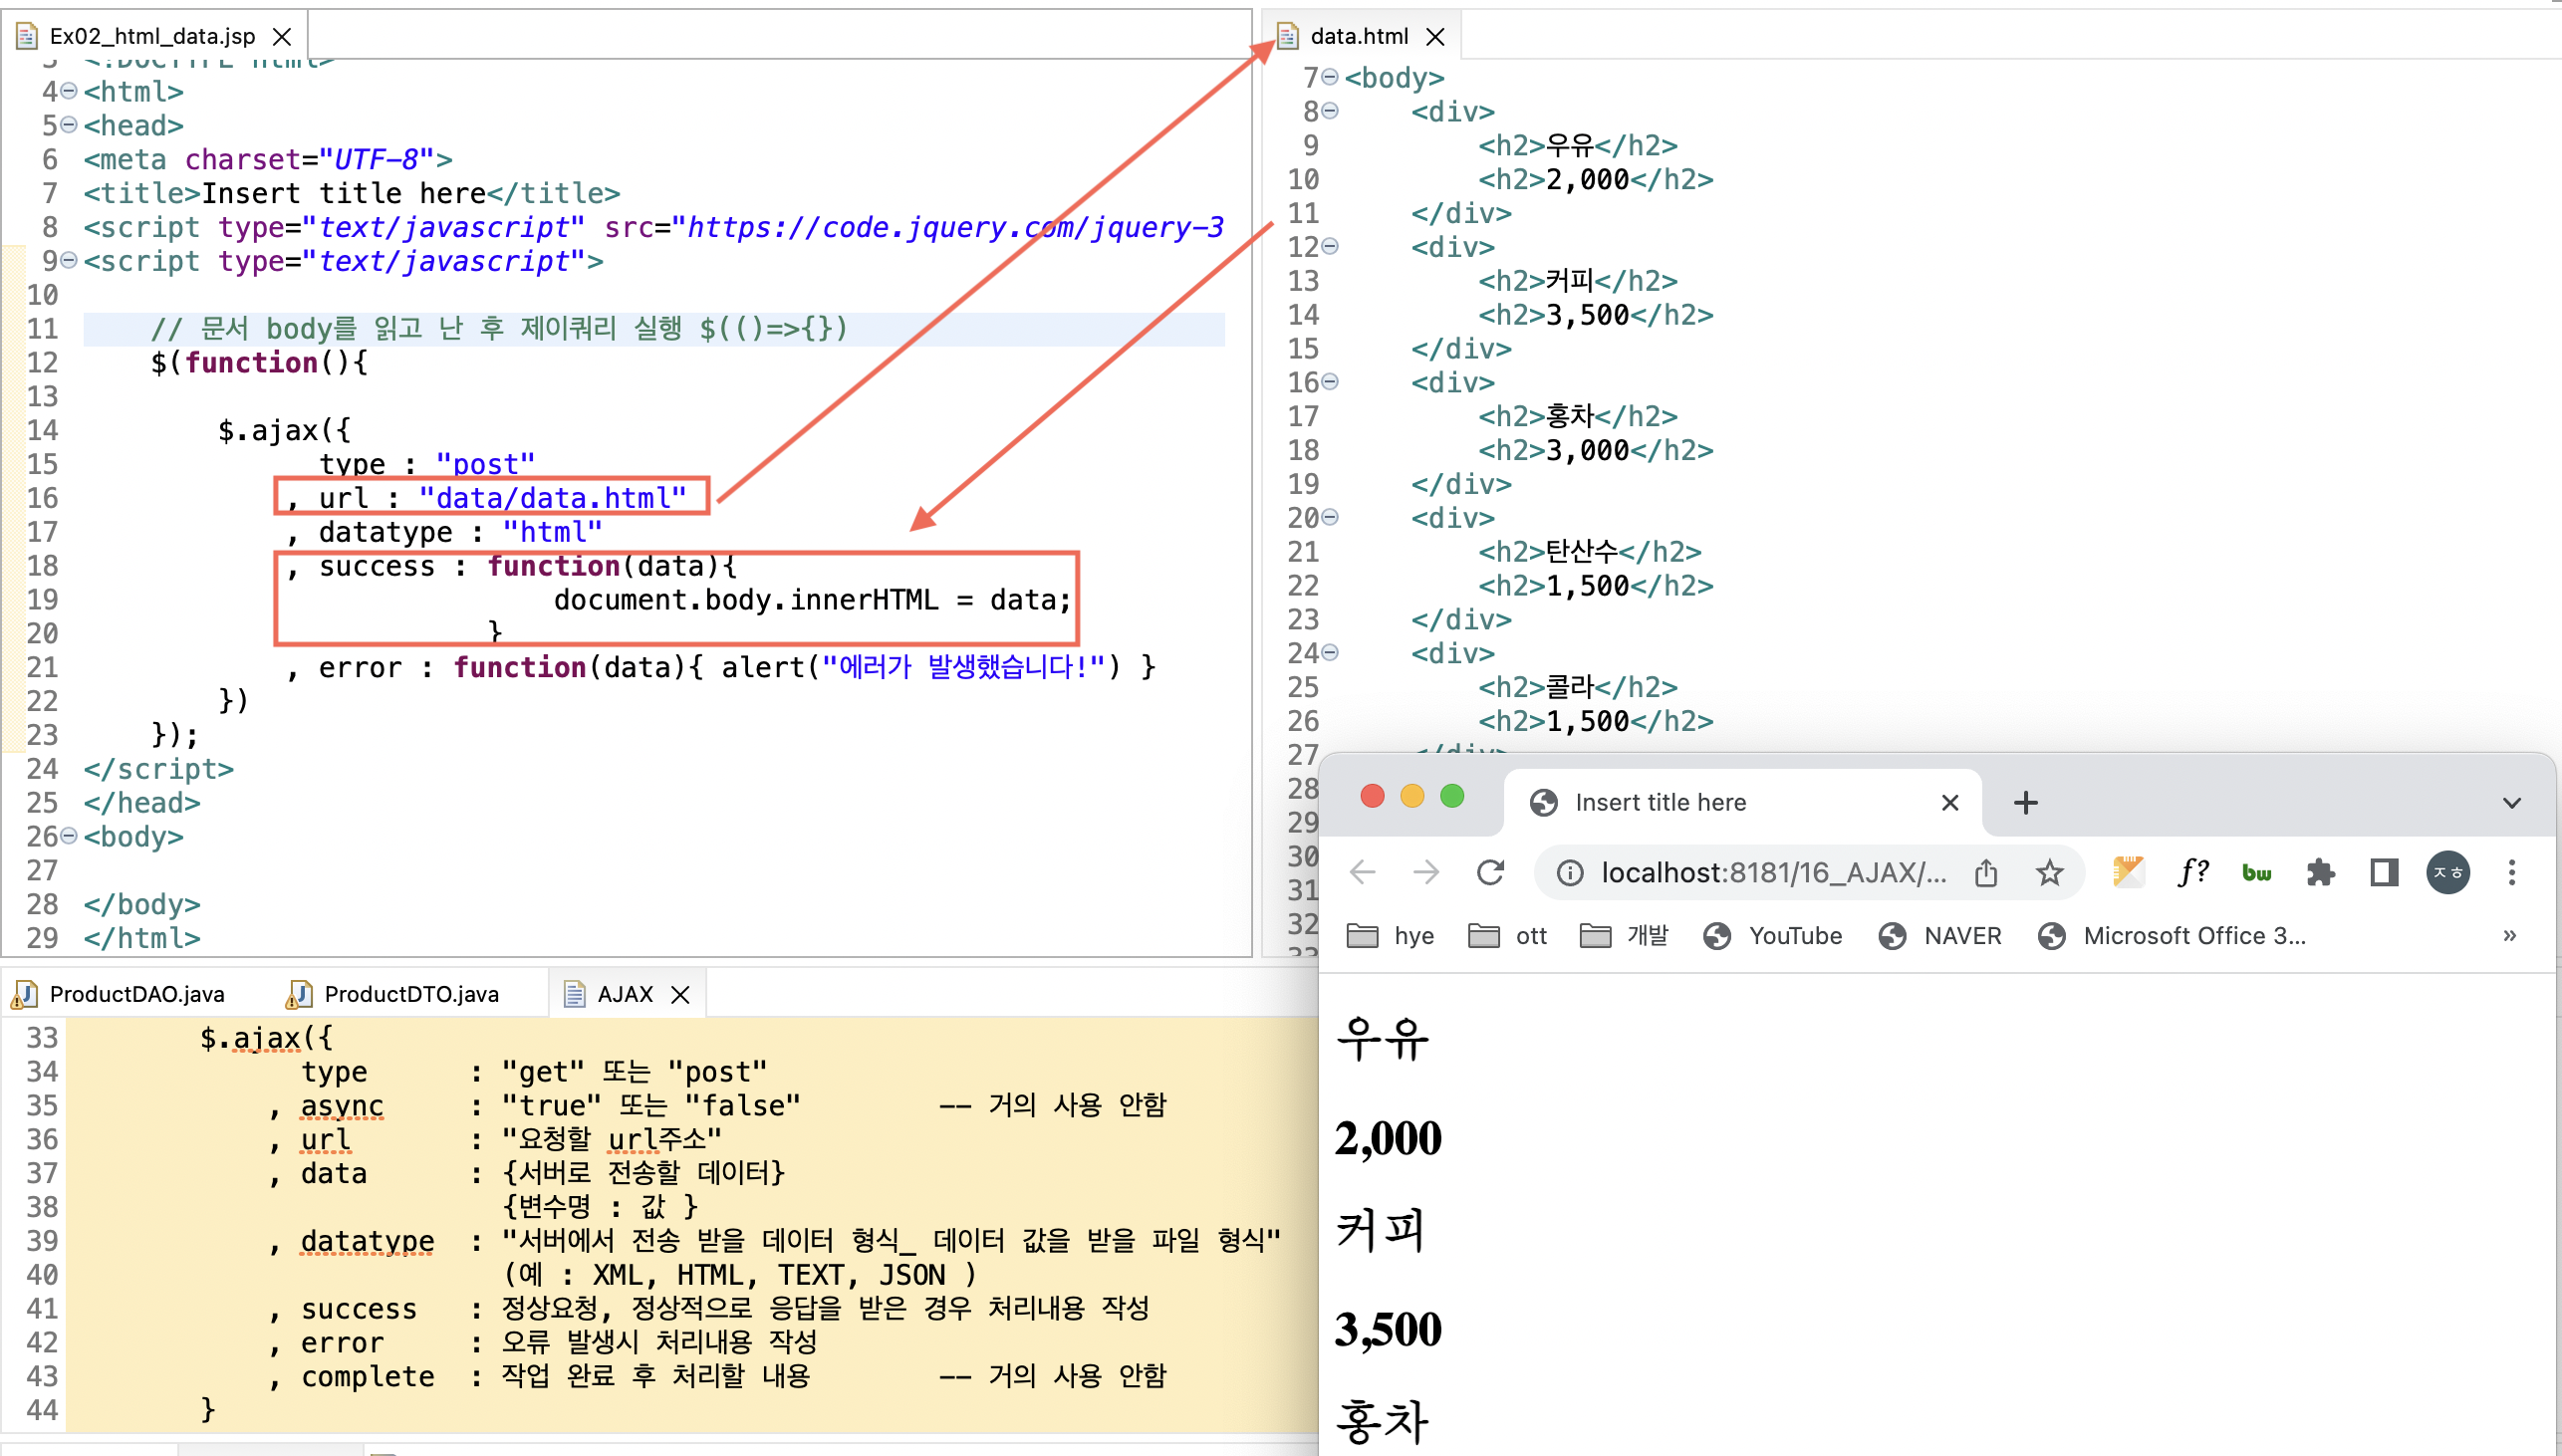 Ex02_html_data.jsp
3 <!DOCTYPE html>
4 <html>
5 <head>
6 <meta charset="UTF-8">
7 <title>Insert title here</title>
8 <script type="text/javascript" src="https://code.jquery.com/jquery-3
9 <script type="text/javascript">
10
11 // 문서 body를 읽고 난 후 제이쿼리 실행 $(()=>{})
12 $(function(){
13
14 $.ajax({
15 type : "post"
16 , url : "data/data.html"
17 , datatype : "html"
18 , success : function(data){
19 document.body.innerHTML = data;
20 }
21 , error : function(data){ alert("에러가 발생했습니다!") }
22 })
23 });
24 </script>
25 </head>
26 <body>
27
28 </body>
29 </html>
data.html
7 <body>
8 <div>
9 <h2>우유</h2>
10 <h2>2,000</h2>
11 </div>
12 <div>
13 <h2>커피</h2>
14 <h2>3,500</h2>
15 </div>
16 <div>
17 <h2>홍차</h2>
18 <h2>3,000</h2>
19 </div>
20 <div>
21 <h2>탄산수</h2>
22 <h2>1,500</h2>
23 </div>
24 <div>
25 <h2>콜라</h2>
26 <h2>1,500</h2>
27 </div>
28
29
30
31
32
33
ProductDAO.java ProductDTO.java AJAX
33 $.ajax({
34 type : "get" 또는 "post"
35 , async : "true" 또는 "false" -- 거의 사용 안함
36 , url : "요청할 url주소"
37 , data : {서버로 전송할 데이터}
38 {변수명 : 값 }
39 , datatype : "서버에서 전송 받을 데이터 형식_ 데이터 값을 받을 파일 형식"
40 (예 : XML, HTML, TEXT, JSON )
41 , success : 정상요청, 정상적으로 응답을 받은 경우 처리내용 작성
42 , error : 오류 발생시 처리내용 작성
43 , complete : 작업 완료 후 처리할 내용 -- 거의 사용 안함
44 }
Insert title here
localhost:8181/16_AJAX/... f? bw ㅈㅎ
hye ott 개발 YouTube NAVER Microsoft Office 3... »
우유
2,000
커피
3,500
홍차